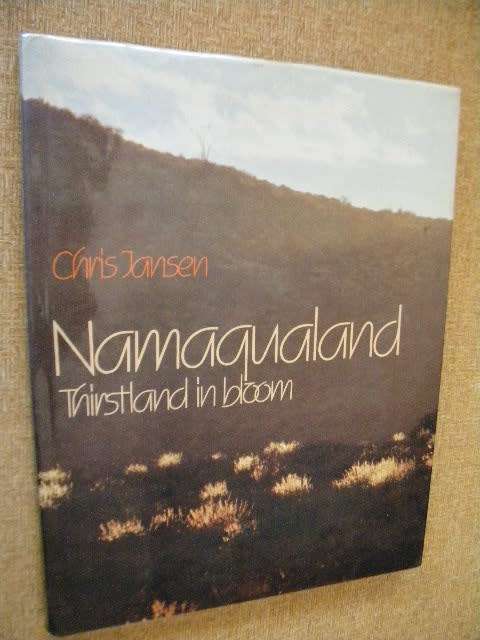 Chris Jansen
Namaqualand
Thirstland in bloom